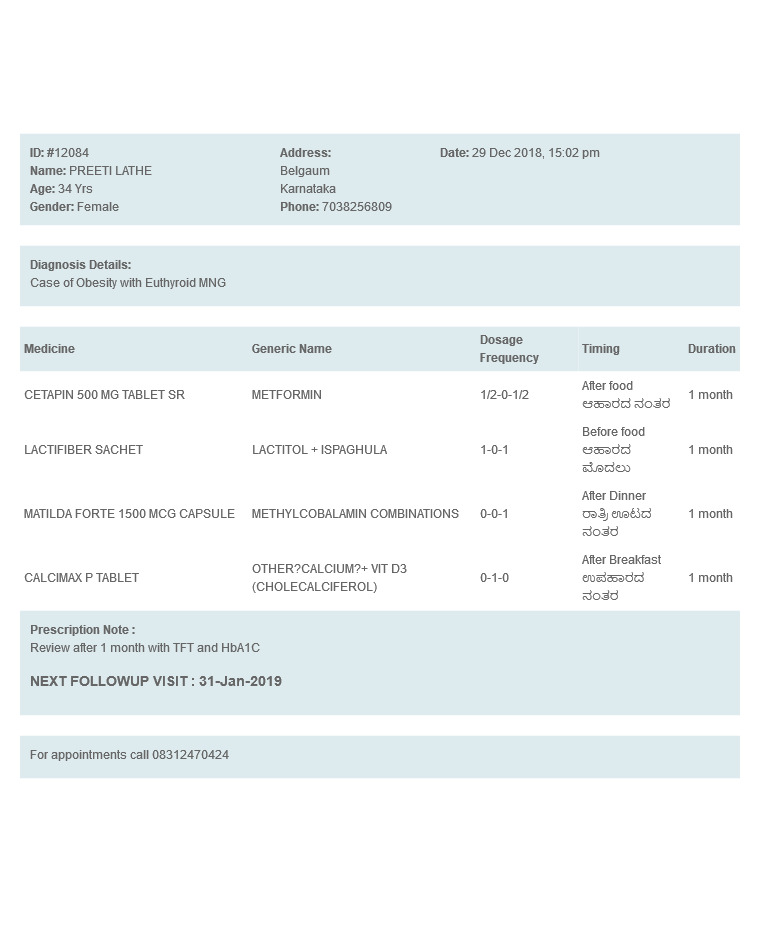 ID: #12084
Name: PREETI LATHE
Age: 34 Yrs
Gender: Female
Address:
Belgaum
Karnataka
Phone: 7038256809
Date: 29 Dec 2018, 15:02 pm
Diagnosis Details:
Case of Obesity with Euthyroid MNG
Medicine Generic Name Dosage Frequency Timing Duration
CETAPIN 500 MG TABLET SR METFORMIN 1/2-0-1/2 After food 1 month
ಆಹಾರದ ನಂತರ
LACTIFIBER SACHET LACTITOL + ISPAGHULA 1-0-1 Before food 1 month
ಆಹಾರದ
ಮೊದಲು
MATILDA FORTE 1500 MCG CAPSULE METHYLCOBALAMIN COMBINATIONS 0-0-1 After Dinner 1 month
ರಾತ್ರಿ ಊಟದ
ನಂತರ
CALCIMAX P TABLET OTHER?CALCIUM?+ VIT D3 (CHOLECALCIFEROL) 0-1-0 After Breakfast 1 month
ಉಪಹಾರದ
ನಂತರ
Prescription Note :
Review after 1 month with TFT and HbA1C
NEXT FOLLOWUP VISIT : 31-Jan-2019
For appointments call 08312470424